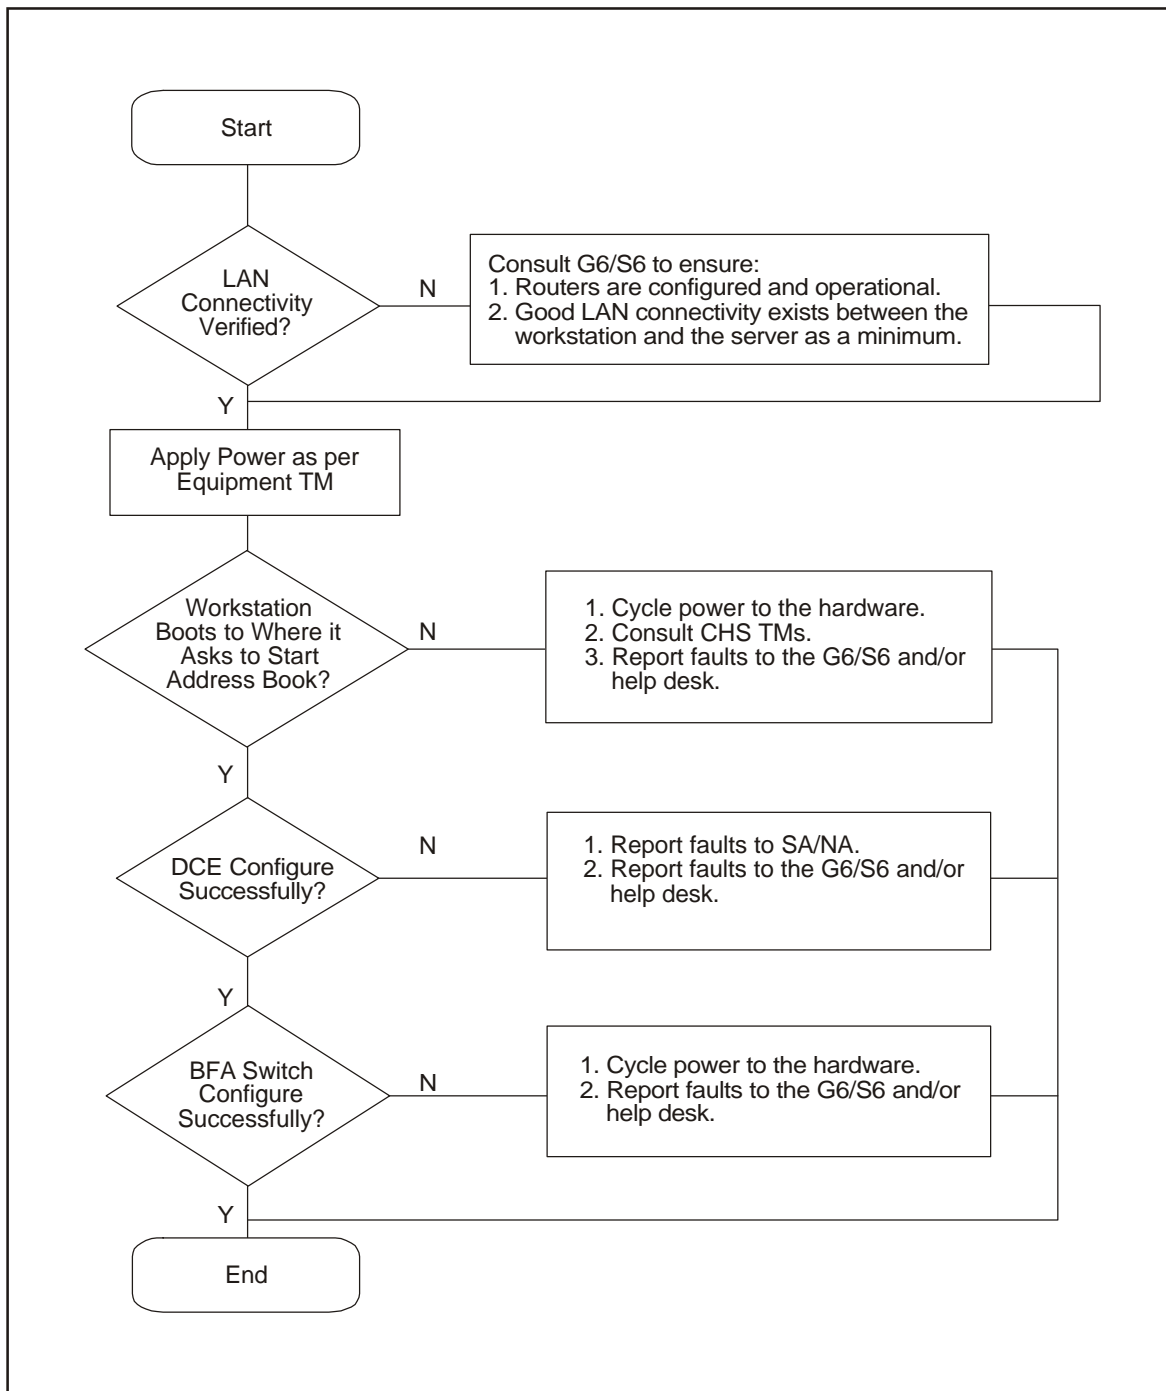 Start
LAN
Connectivity
Verified?
N
Consult G6/S6 to ensure:
1. Routers are configured and operational.
2. Good LAN connectivity exists between the
workstation and the server as a minimum.
Y
Apply Power as per
Equipment TM
Workstation
Boots to Where it
Asks to Start
Address Book?
N
1. Cycle power to the hardware.
2. Consult CHS TMs.
3. Report faults to the G6/S6 and/or
help desk.
Y
DCE Configure
Successfully?
N
1. Report faults to SA/NA.
2. Report faults to the G6/S6 and/or
help desk.
Y
BFA Switch
Configure
Successfully?
N
1. Cycle power to the hardware.
2. Report faults to the G6/S6 and/or
help desk.
Y
End